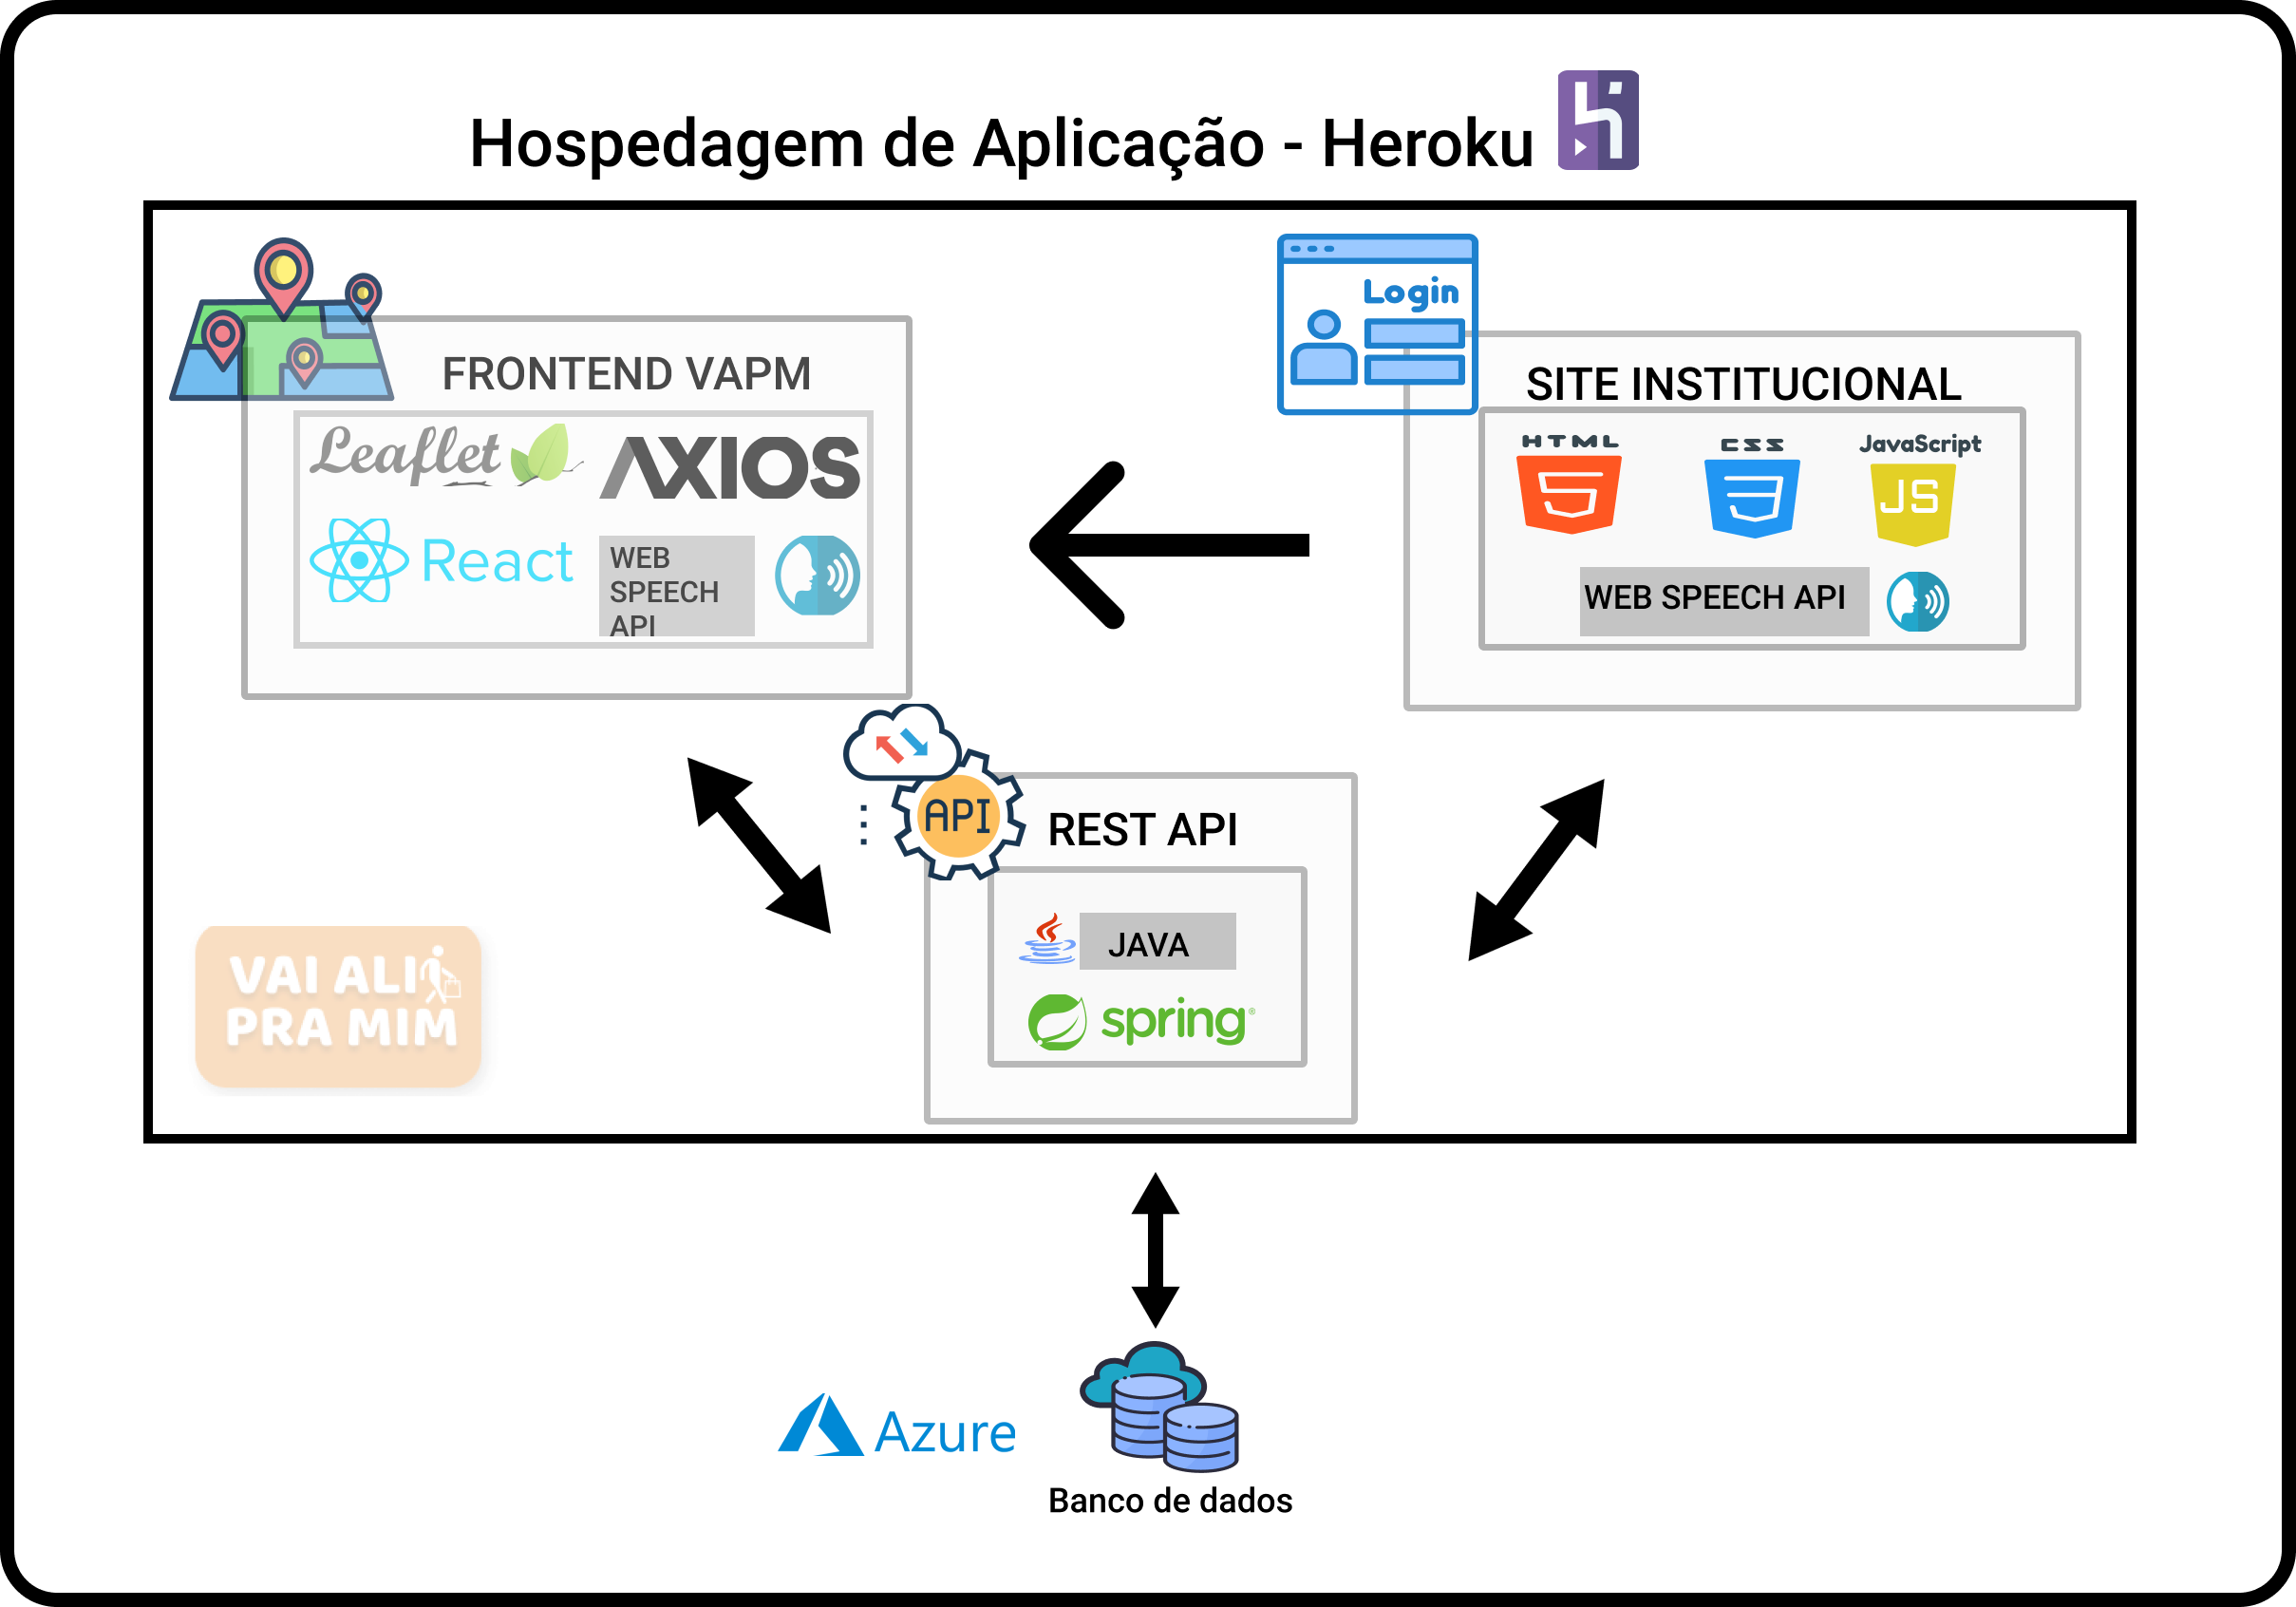 Hospedagem de Aplicação - Heroku
Login
FRONTEND VAPM
Leaflet
AXIOS
React
WEB
SPEECH
API
SITE INSTITUCIONAL
HTML
CSS
JavaScript
JS
WEB SPEECH API
API
REST API
JAVA
spring®
VAI ALI
PRA MIM
Azure
Banco de dados